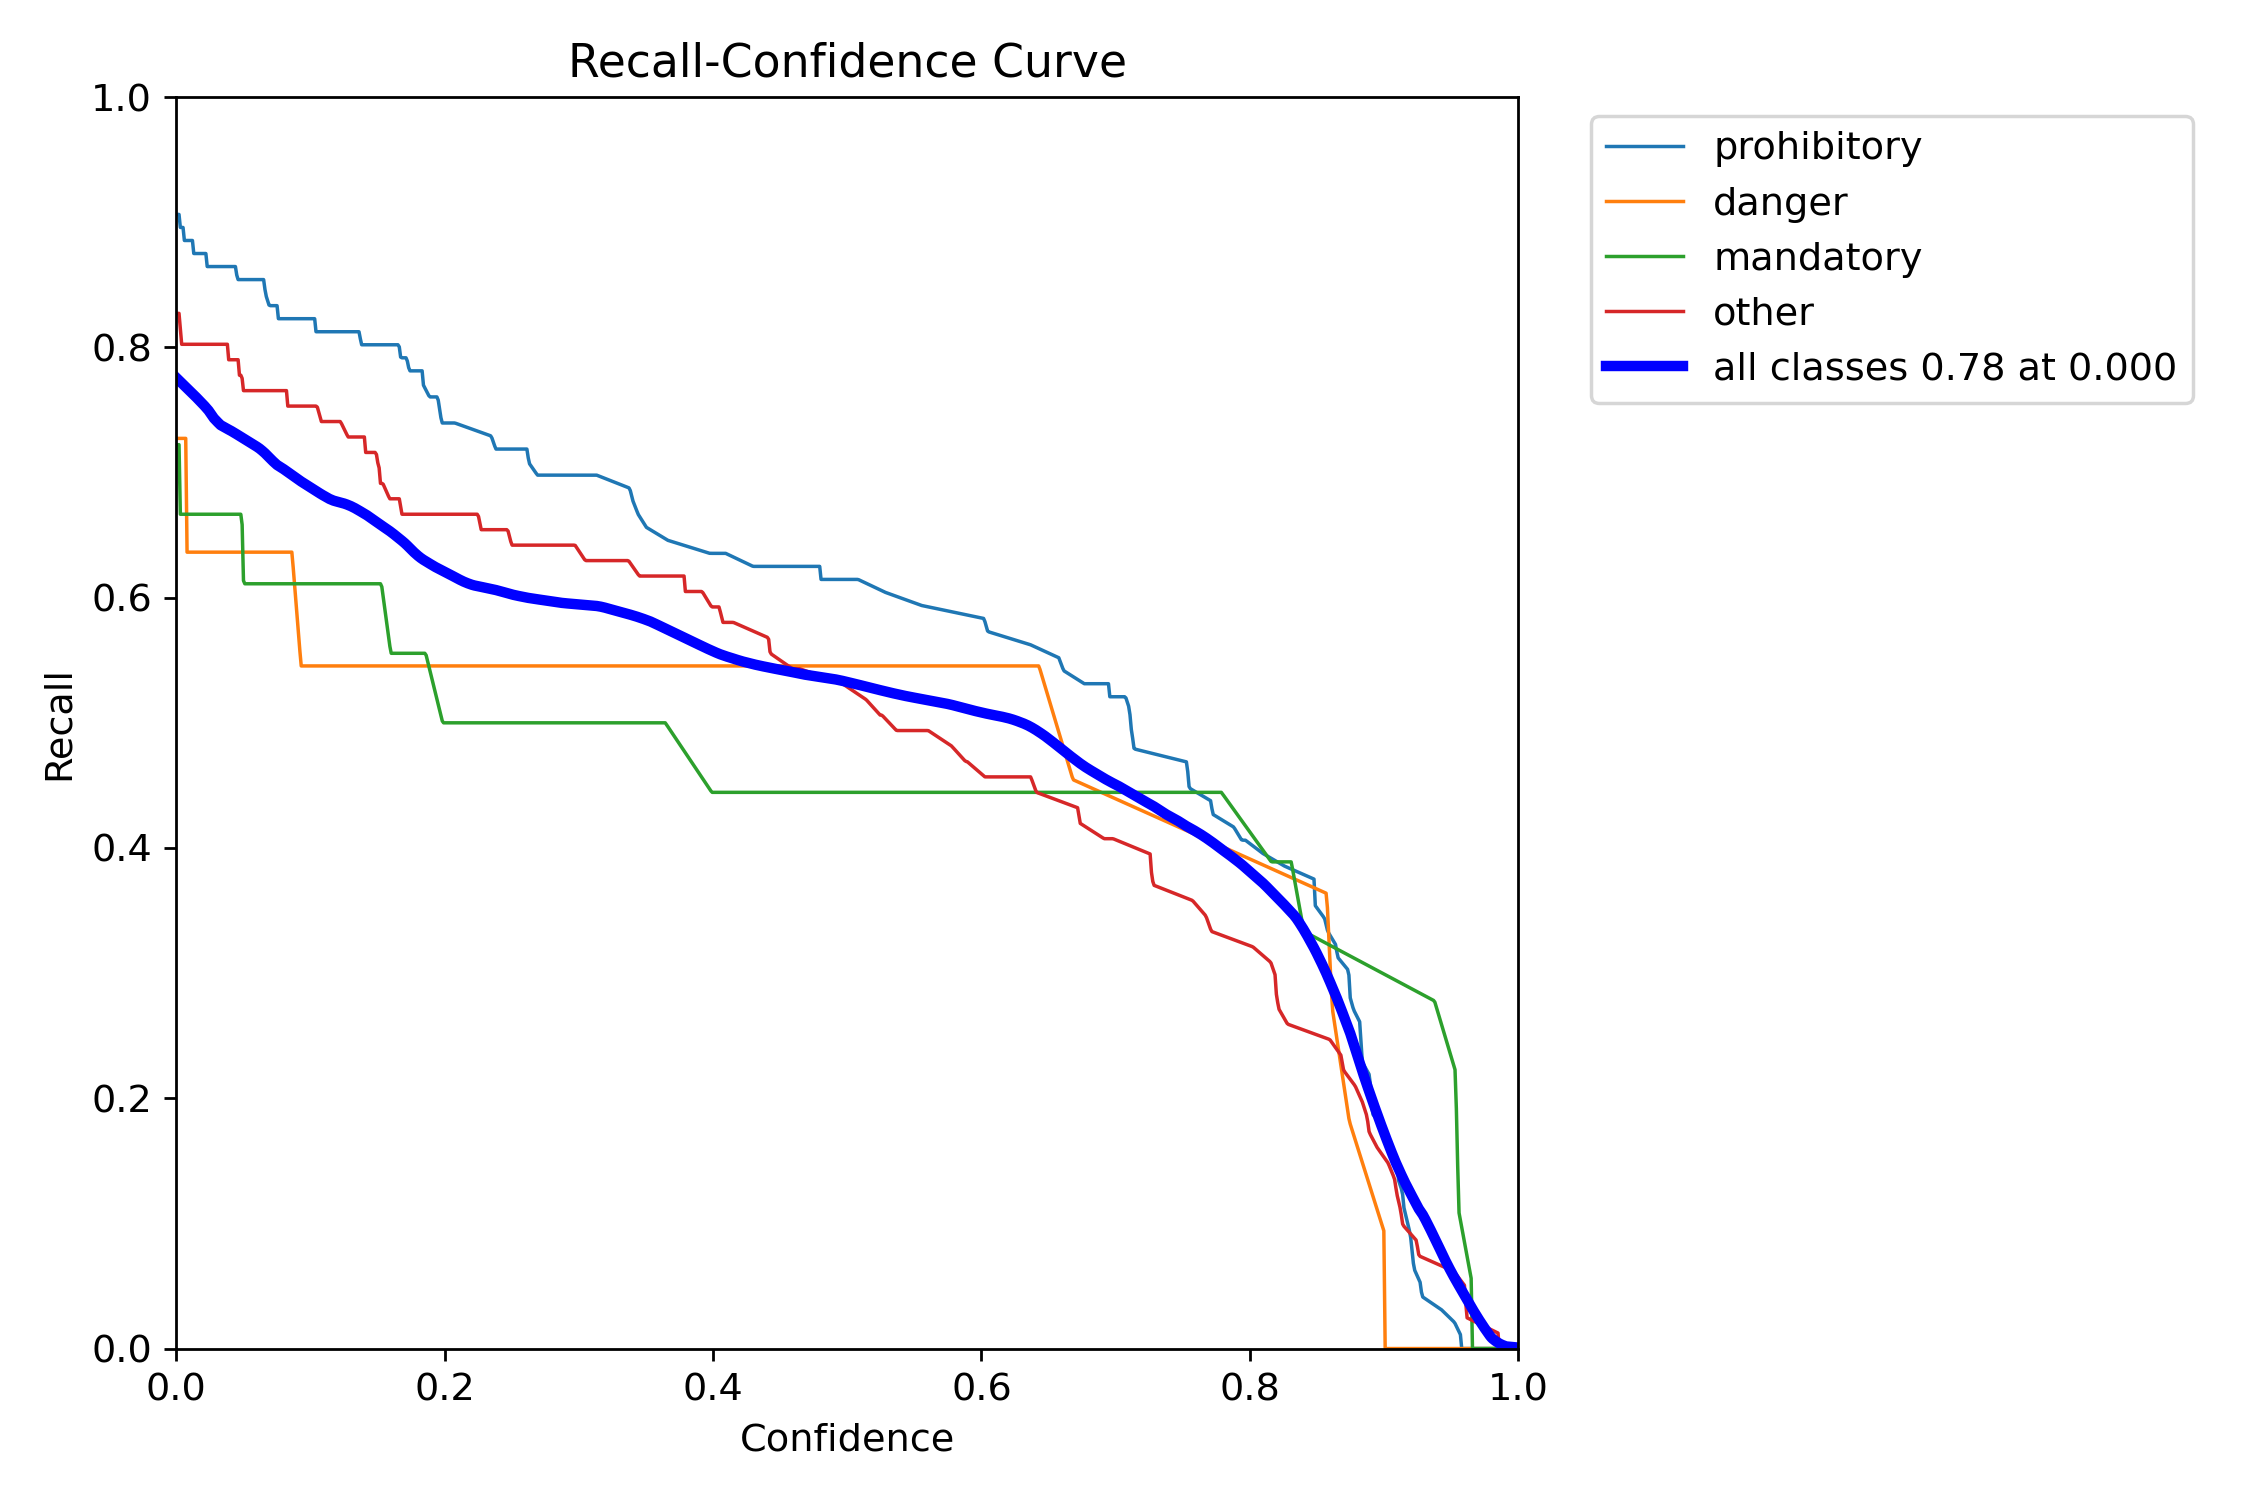 Recall-Confidence Curve
1.0
0.8
0.6
0.4
0.2
0.0
Recall
0.0 0.2 0.4 0.6 0.8 1.0
Confidence
prohibitory
danger
mandatory
other
all classes 0.78 at 0.000